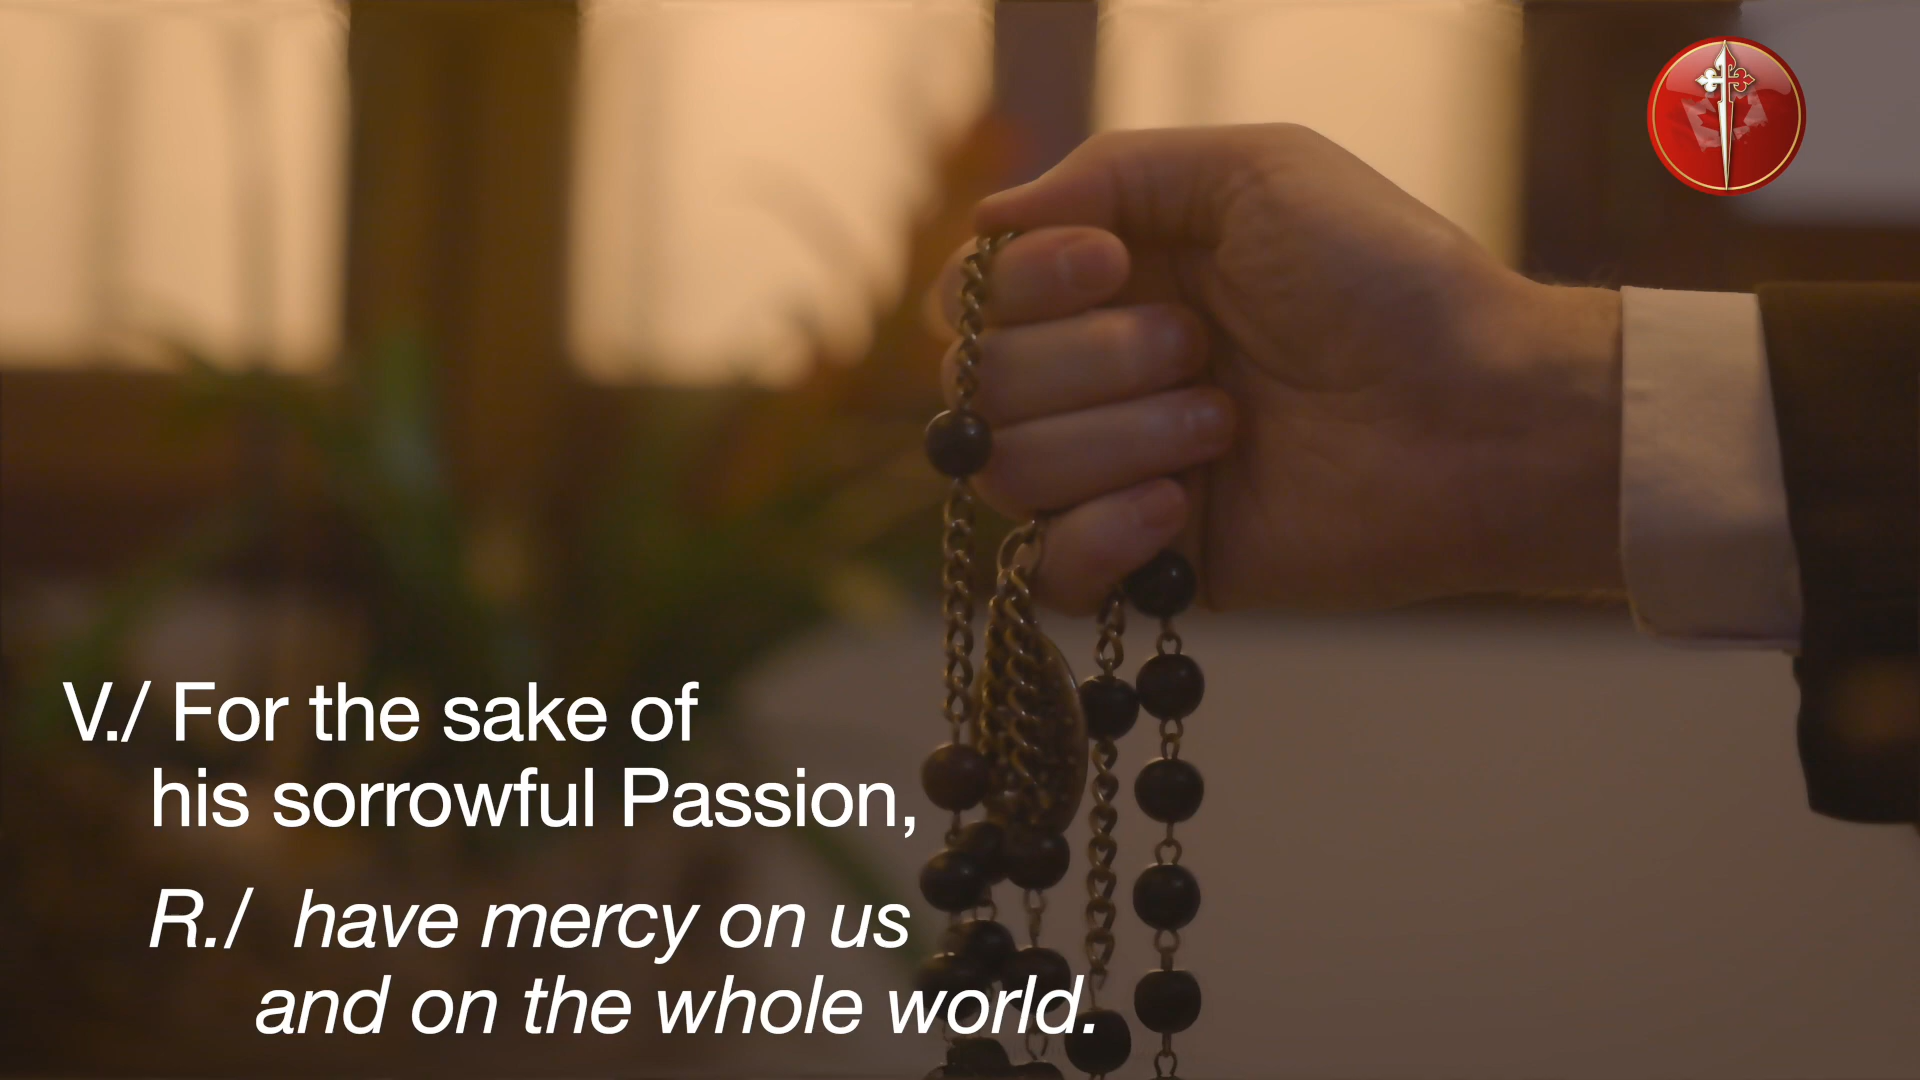 V./ For the sake of
his sorrowful Passion,
R./ have mercy on us
and on the whole world.